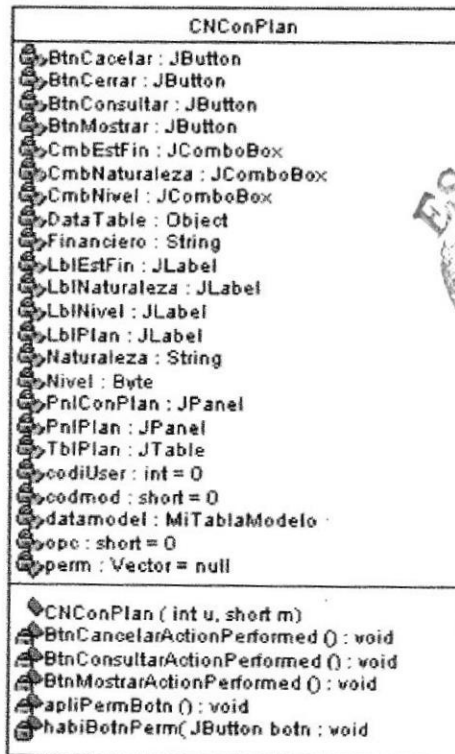 CNConPlan
BtnCacelar : JButton
BtnCerrar : JButton
BtnConsultar : JButton
BtnMostrar : JButton
CmbEstFin : JComboBox
CmbNaturaleza : JComboBox
CmbNivel : JComboBox
DataTable : Object
Financiero : String
LblEstFin : JLabel
LblNaturaleza : JLabel
LblNivel : JLabel
LblPlan : JLabel
Naturaleza : String
Nivel : Byte
PnlConPlan : JPanel
PnlPlan : JPanel
TblPlan : JTable
codiUser : int = 0
codmod : short = 0
datamodel : MiTablaModelo
opc : short = 0
perm : Vector = null
CNConPlan ( int u, short m)
BtnCancelarActionPerformed () : void
BtnConsultarActionPerformed () : void
BtnMostrarActionPerformed () : void
apliPermBotn () : void
habiBotnPerm( JButton botn : void